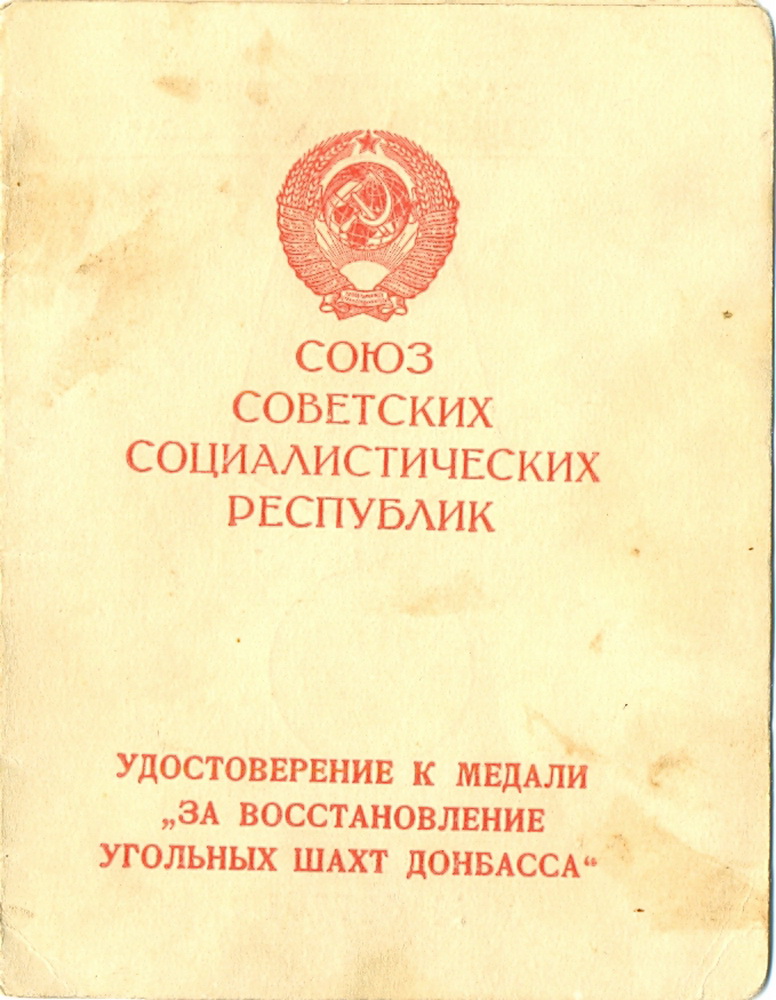 СОЮЗ
СОВЕТСКИХ
СОЦИАЛИСТИЧЕСКИХ
РЕСПУБЛИК
УДОСТОВЕРЕНИЕ К МЕДАЛИ
„ЗА ВОССТАНОВЛЕНИЕ
УГОЛЬНЫХ ШАХТ ДОНБАССА“